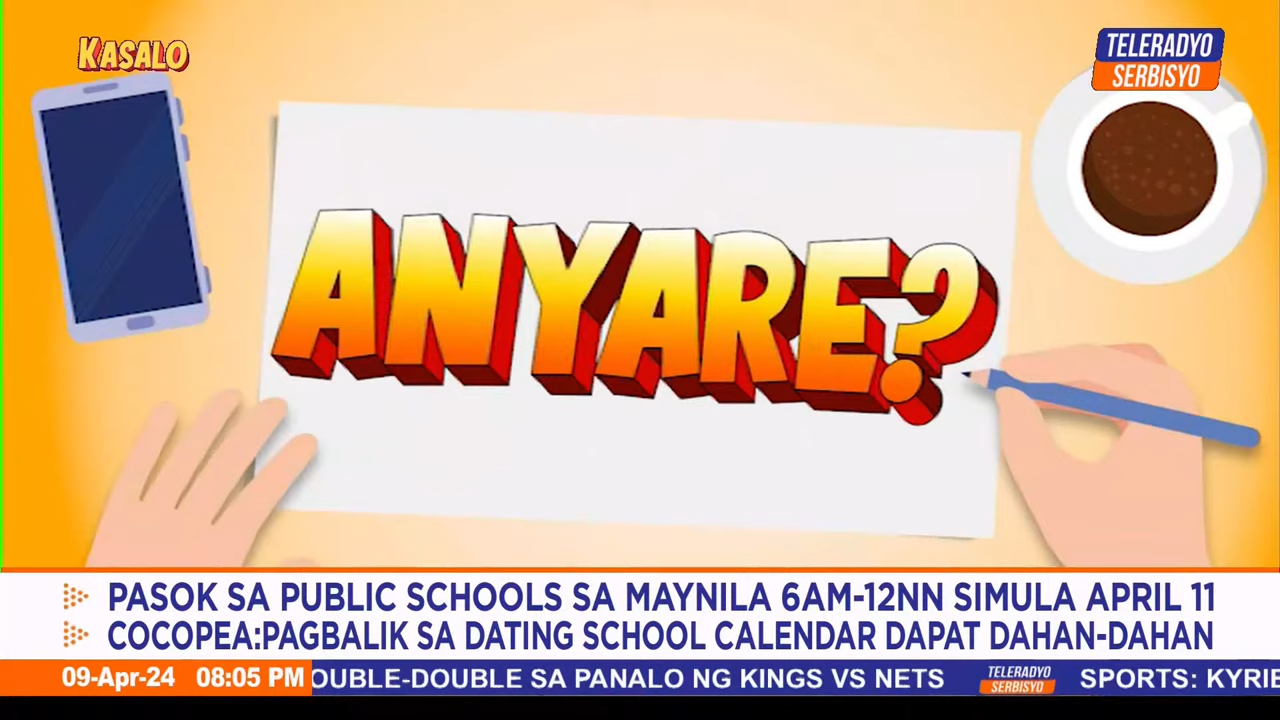 KASALO
TELERADYO
SERBISYO
ANYARE?
PASOK SA PUBLIC SCHOOLS SA MAYNILA 6AM-12NN SIMULA APRIL 11
COCOPEA:PAGBALIK SA DATING SCHOOL CALENDAR DAPAT DAHAN-DAHAN
09-Apr-24 08:05 PM OUBLE-DOUBLE SA PANALO NG KINGS VS NETS TELERADYO SERBISYO SPORTS: KYRIE